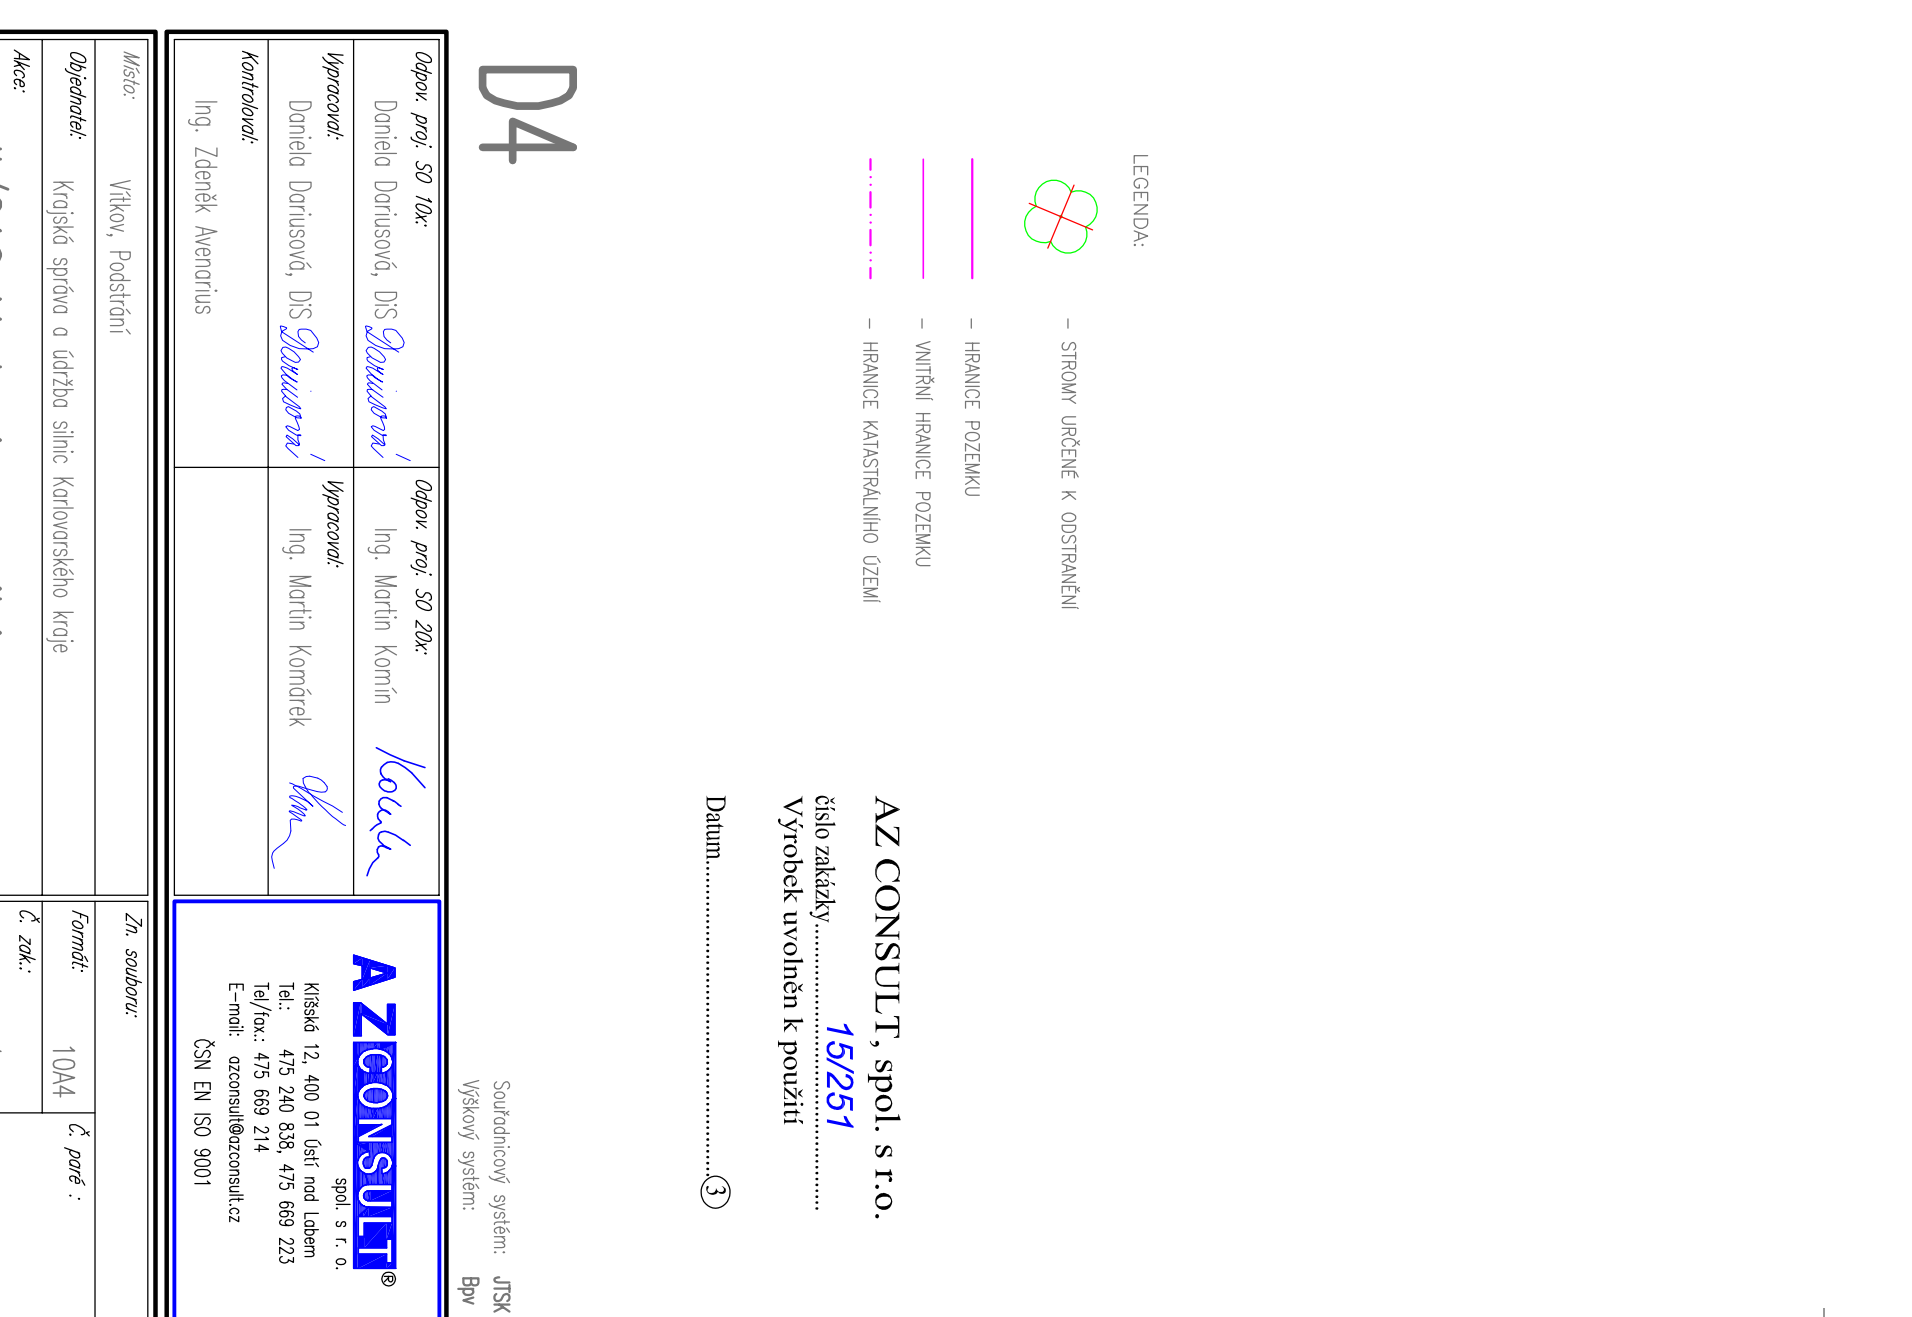 LEGENDA:
– STROMY URČENÉ K ODSTRANĚNÍ
– HRANICE POZEMKU
– VNITŘNÍ HRANICE POZEMKU
– HRANICE KATASTRÁLNÍHO ÚZEMÍ
AZ CONSULT, spol. s r.o.
číslo zakázky 15/251
Výrobek uvolněn k použití
Datum 3
D4
Souřadnicový systém: JTSK
Výškový systém: Bpv
Odpov. proj. SO 10x:
Daniela Dariusová, DiS
Dariusová
Vypracoval:
Daniela Dariusová, DiS
Dariusová
Kontroloval:
Ing. Zdeněk Avenarius
Odpov. proj. SO 20x:
Ing. Martin Komín
Vypracoval:
Ing. Martin Komárek
AZ CONSULT®
spol. s r. o.
Klíšská 12, 400 01 Ústí nad Labem
Tel.: 475 240 838, 475 669 223
Tel/fax.: 475 669 214
E-mail: azconsult@azconsult.cz
ČSN EN ISO 9001
Místo: Vítkov, Podstrání
Objednatel: Krajská správa a údržba silnic Karlovarského kraje
Akce:
Zn. souboru:
Formát: 10A4
Č. zak.:
Č. paré :